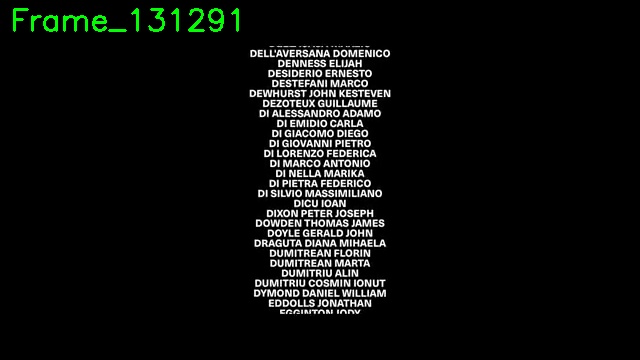 Frame_131291
DELL'AVERSANA DOMENICO
DENNESS ELIJAH
DESIDERIO ERNESTO
DESTEFANI MARCO
DEWHURST JOHN KESTEVEN
DEZOTEUX GUILLAUME
DI ALESSANDRO ADAMO
DI EMIDIO CARLA
DI GIACOMO DIEGO
DI GIOVANNI PIETRO
DI LORENZO FEDERICA
DI MARCO ANTONIO
DI NELLA MARIKA
DI PIETRA FEDERICO
DI SILVIO MASSIMILIANO
DICU IOAN
DIXON PETER JOSEPH
DOWDEN THOMAS JAMES
DOYLE GERALD JOHN
DRAGUTA DIANA MIHAELA
DUMITREAN FLORIN
DUMITREAN MARTA
DUMITRIU ALIN
DUMITRIU COSMIN IONUT
DYMOND DANIEL WILLIAM
EDDOLLS JONATHAN
EGGINTON JODY